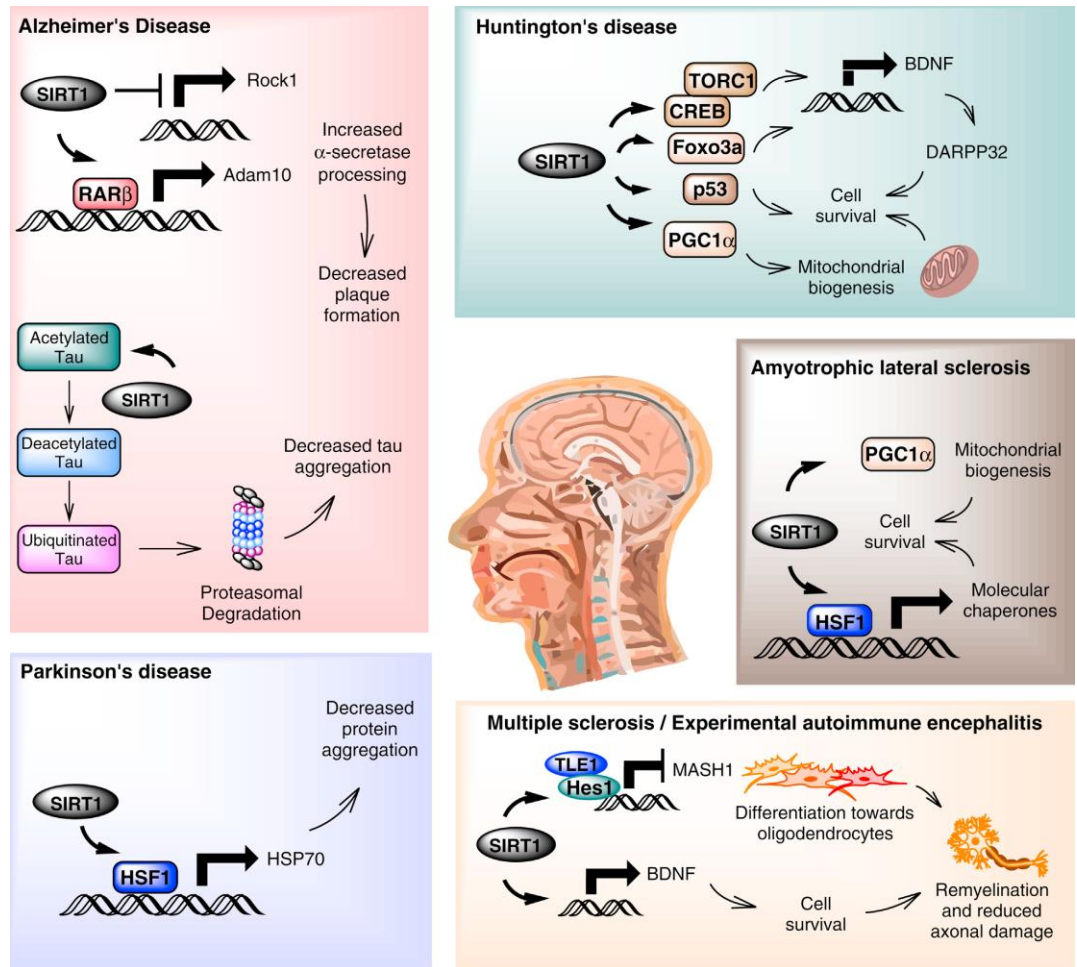 Alzheimer's Disease
SIRT1
Rock1
RARβ
Adam10
Increased
α-secretase
processing
Decreased
plaque
formation
Acetylated
Tau
SIRT1
Deacetylated
Tau
Ubiquitinated
Tau
Proteasomal
Degradation
Decreased tau
aggregation
Huntington's disease
SIRT1
TORC1
CREB
Foxo3a
p53
PGC1α
BDNF
DARPP32
Cell
survival
Mitochondrial
biogenesis
Amyotrophic lateral sclerosis
SIRT1
PGC1α
Mitochondrial
biogenesis
Cell
survival
HSF1
Molecular
chaperones
Parkinson's disease
SIRT1
HSF1
HSP70
Decreased
protein
aggregation
Multiple sclerosis / Experimental autoimmune encephalitis
SIRT1
TLE1
Hes1
MASH1
Differentiation towards
oligodendrocytes
BDNF
Cell
survival
Remyelination
and reduced
axonal damage